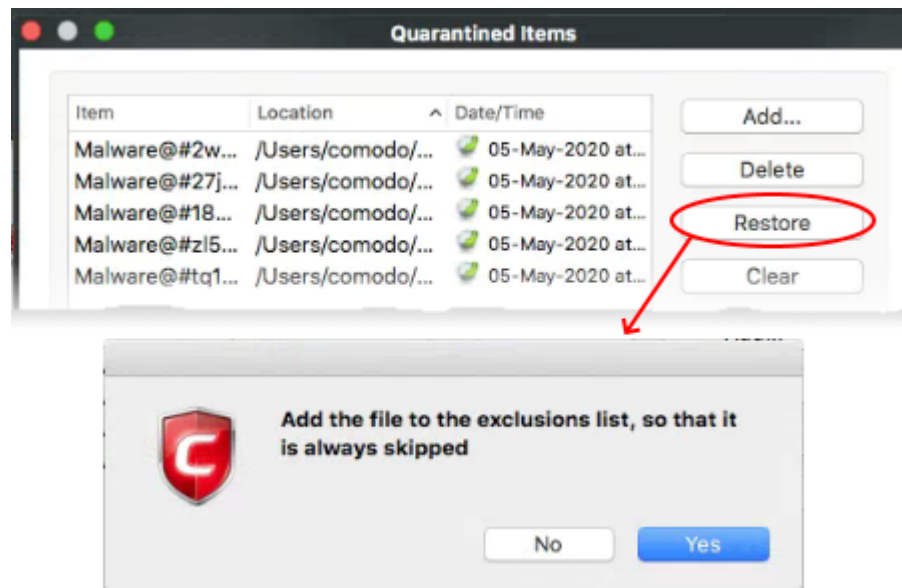 Quarantined Items
Item Location Date/Time
Add...
Malware@#2w... /Users/comodo/... 05-May-2020 at...
Delete
Malware@#27j... /Users/comodo/... 05-May-2020 at...
Malware@#18... /Users/comodo/... 05-May-2020 at...
Restore
Malware@#zl5... /Users/comodo/... 05-May-2020 at...
Malware@#tq1... /Users/comodo/... 05-May-2020 at...
Clear
Add the file to the exclusions list, so that it
is always skipped
No Yes